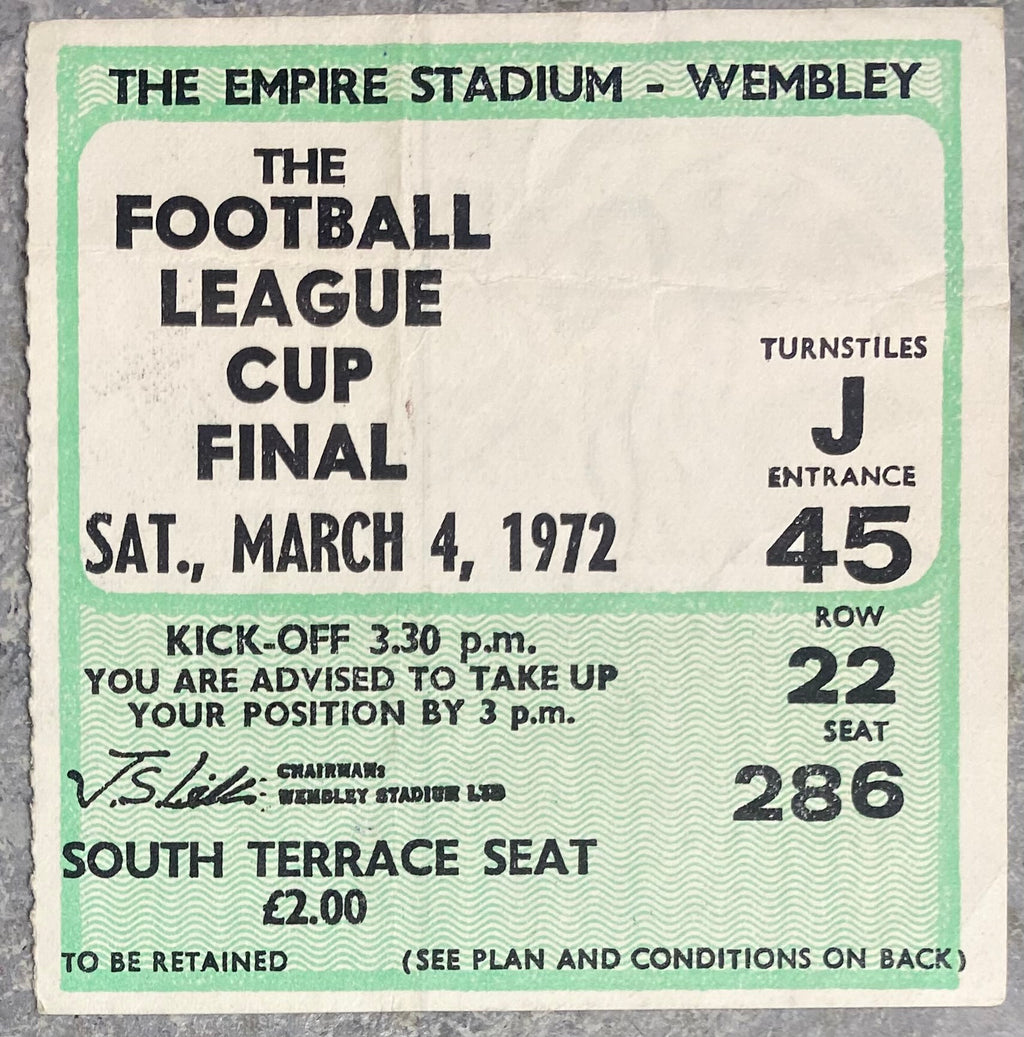 THE EMPIRE STADIUM - WEMBLEY
THE
FOOTBALL
LEAGUE
CUP
FINAL
SAT., MARCH 4, 1972
TURNSTILES
J
ENTRANCE
45
ROW
22
SEAT
286
KICK-OFF 3.30 p.m.
YOU ARE ADVISED TO TAKE UP
YOUR POSITION BY 3 p.m.
CHAIRMAN:
WEMBLEY STADIUM LTD
SOUTH TERRACE SEAT
£2.00
TO BE RETAINED (SEE PLAN AND CONDITIONS ON BACK)